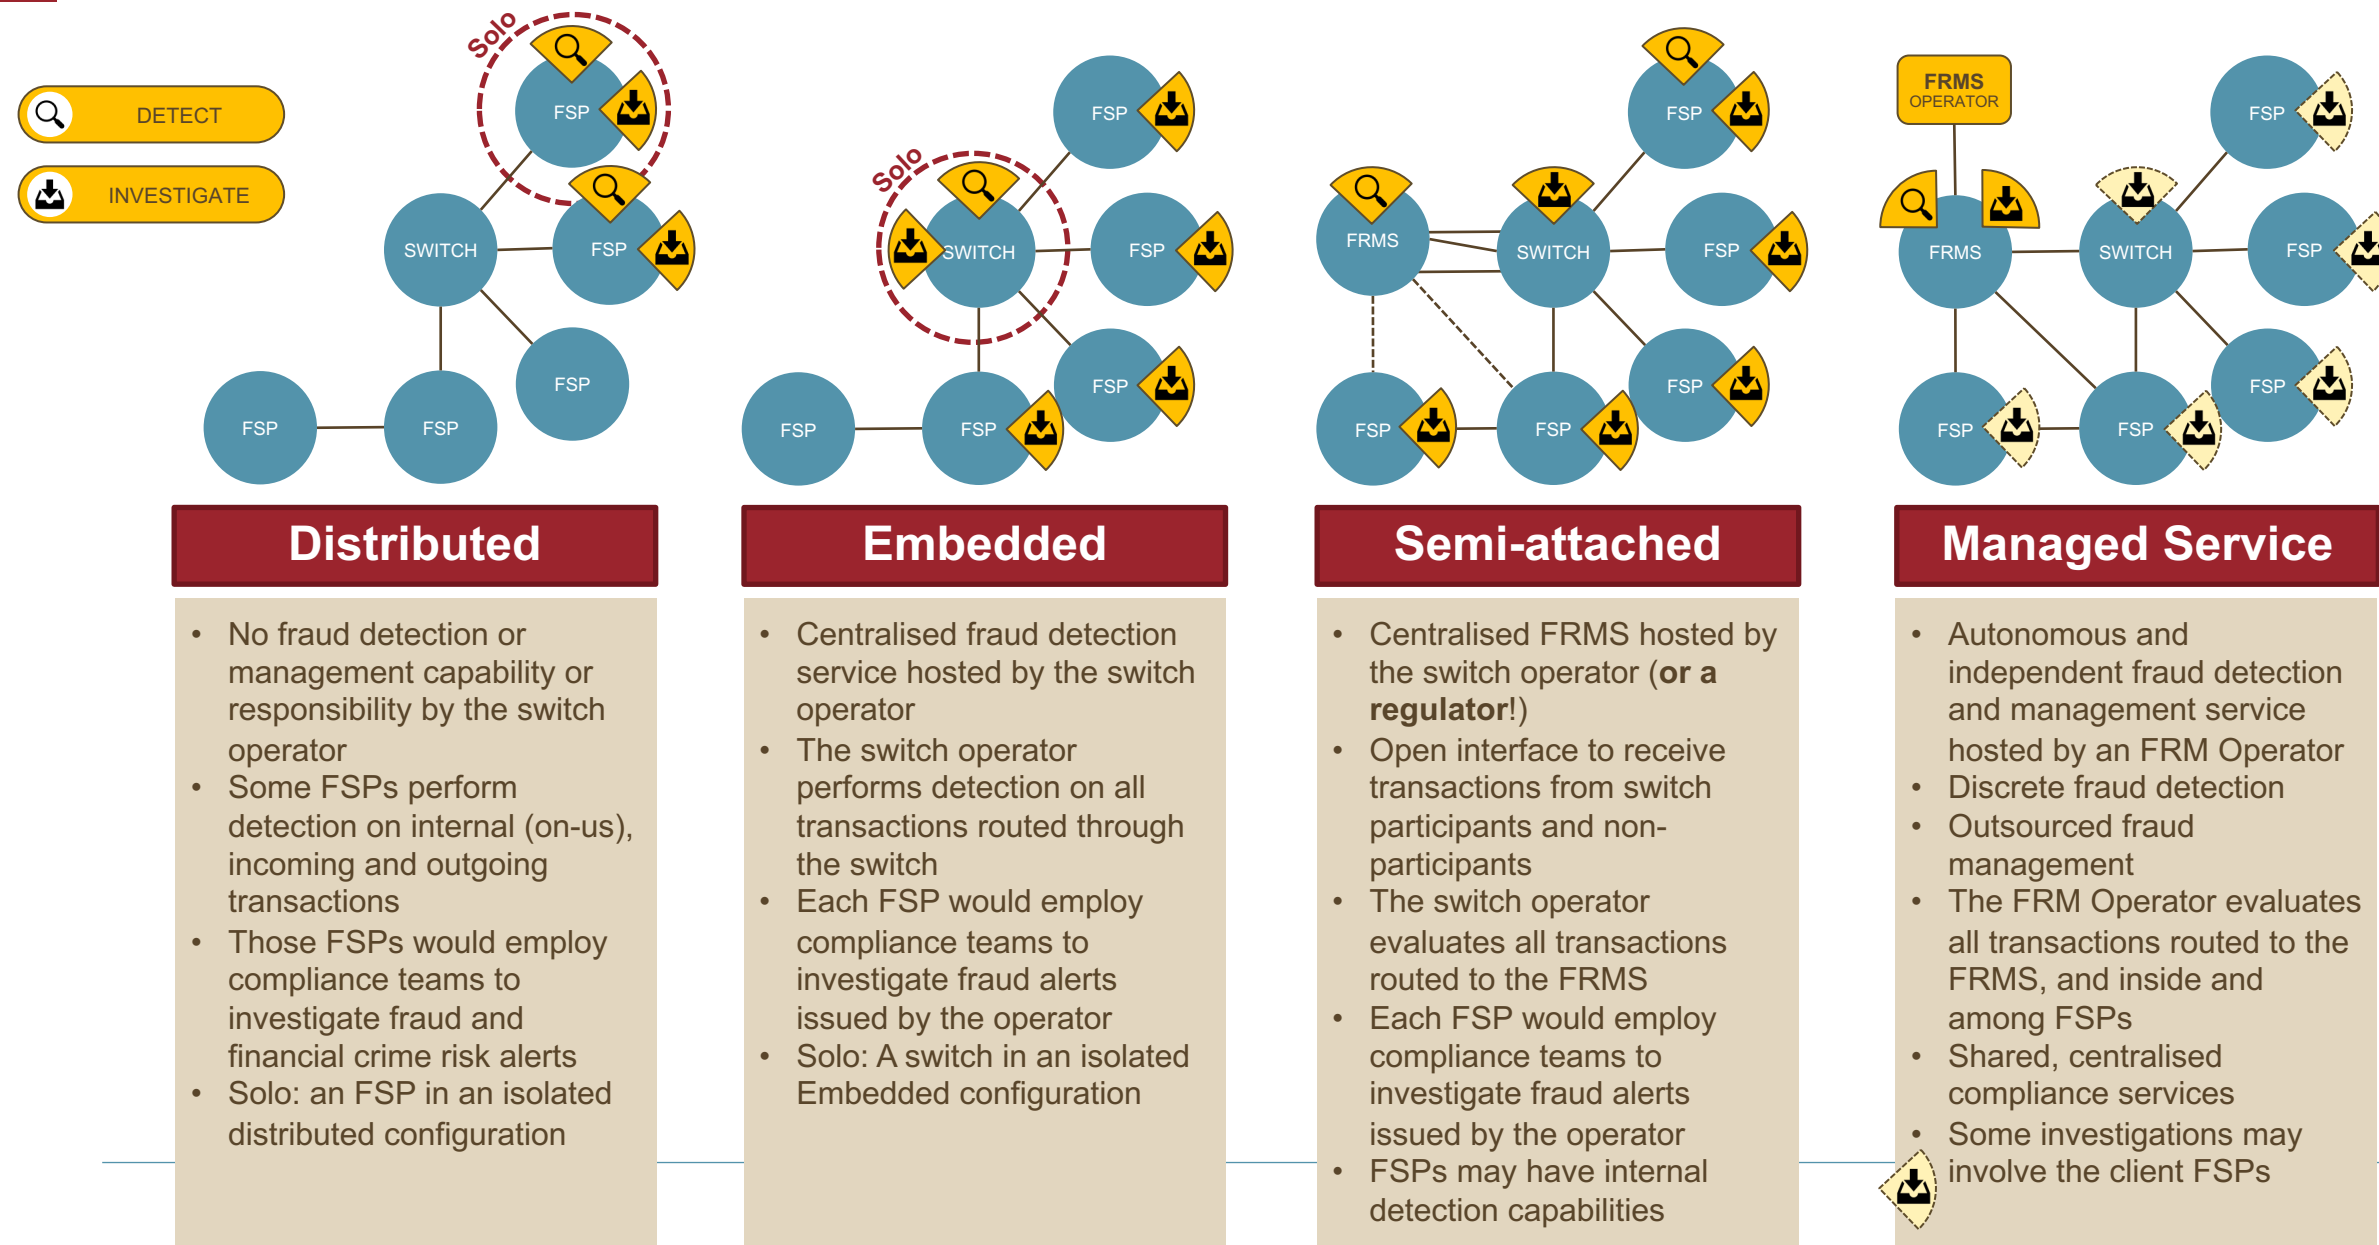 DETECT
INVESTIGATE
Solo
FSP
FSP
SWITCH
FSP
FSP
FSP
Solo
FSP
FSP
SWITCH
FSP
FSP
FSP
FSP
FSP
FRMS
SWITCH
FSP
FSP
FSP
FSP
FRMS
OPERATOR
FSP
FRMS
SWITCH
FSP
FSP
FSP
FSP
Distributed
• No fraud detection or
management capability or
responsibility by the switch
operator
• Some FSPs perform
detection on internal (on-us),
incoming and outgoing
transactions
• Those FSPs would employ
compliance teams to
investigate fraud and
financial crime risk alerts
• Solo: an FSP in an isolated
distributed configuration
Embedded
• Centralised fraud detection
service hosted by the switch
operator
• The switch operator
performs detection on all
transactions routed through
the switch
• Each FSP would employ
compliance teams to
investigate fraud alerts
issued by the operator
• Solo: A switch in an isolated
Embedded configuration
Semi-attached
• Centralised FRMS hosted by
the switch operator (or a
regulator!)
• Open interface to receive
transactions from switch
participants and non-
participants
• The switch operator
evaluates all transactions
routed to the FRMS
• Each FSP would employ
compliance teams to
investigate fraud alerts
issued by the operator
• FSPs may have internal
detection capabilities
Managed Service
• Autonomous and
independent fraud detection
and management service
hosted by an FRM Operator
• Discrete fraud detection
• Outsourced fraud
management
• The FRM Operator evaluates
all transactions routed to the
FRMS, and inside and
among FSPs
• Shared, centralised
compliance services
• Some investigations may
involve the client FSPs